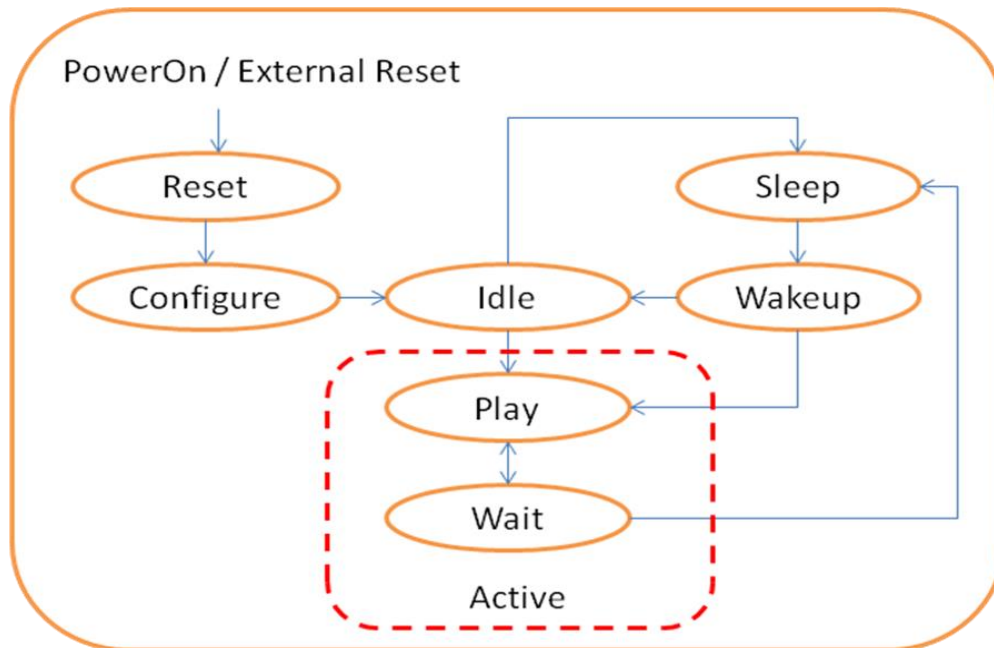 PowerOn / External Reset
Reset
Sleep
Configure
Idle
Wakeup
Play
Wait
Active